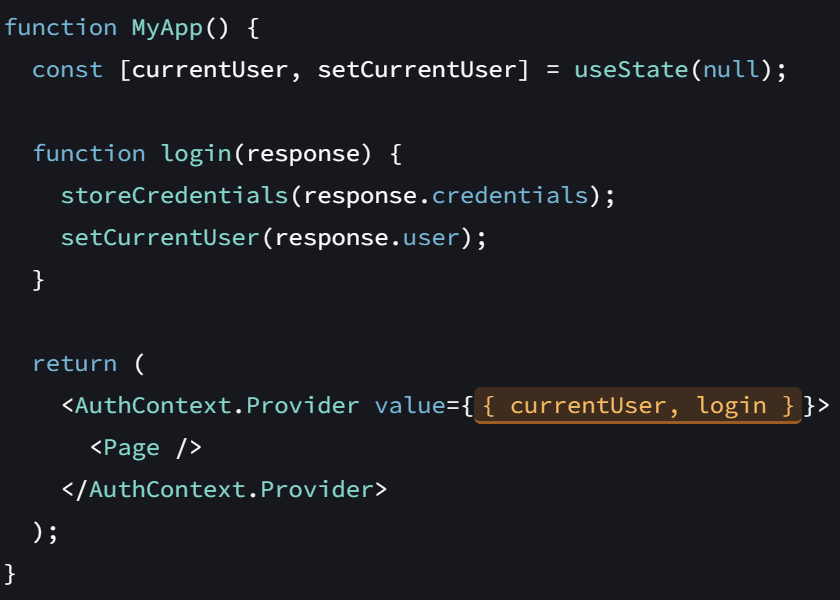 function MyApp() {
  const [currentUser, setCurrentUser] = useState(null);

  function login(response) {
    storeCredentials(response.credentials);
    setCurrentUser(response.user);
  }

  return (
    <AuthContext.Provider value={{ currentUser, login }}>
      <Page />
    </AuthContext.Provider>
  );
}